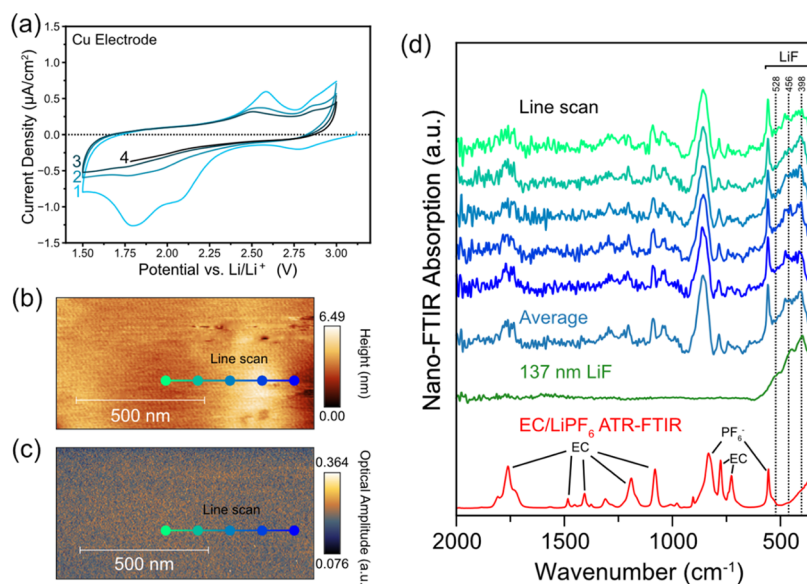 (a)
Cu Electrode
Current Density (µA/cm²)
1.0
0.5
0.0
−0.5
−1.0
−1.5
1
2
3
4
1.50
1.75
2.00
2.25
2.50
2.75
3.00
Potential vs. Li/Li⁺ (V)
(b)
Line scan
500 nm
6.49
Height (nm)
0.00
(c)
Line scan
500 nm
0.364
Optical Amplitude (a.u.)
0.076
(d)
LiF
528
456
398
Line scan
Average
137 nm LiF
EC/LiPF₆ ATR-FTIR
EC
PF₆⁻
EC
Nano-FTIR Absorption (a.u.)
2000
1500
1000
500
Wavenumber (cm⁻¹)